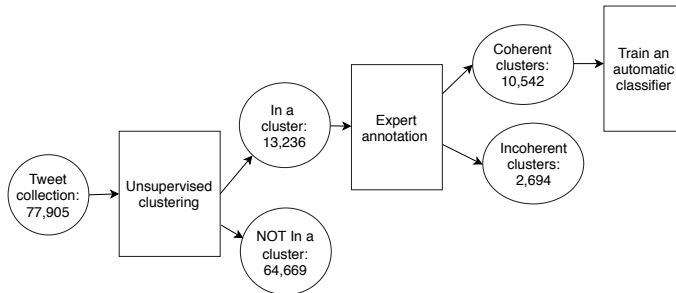 Tweet
collection:
77,905
Unsupervised
clustering
In a
cluster:
13,236
NOT In a
cluster:
64,669
Expert
annotation
Coherent
clusters:
10,542
Incoherent
clusters:
2,694
Train an
automatic
classifier